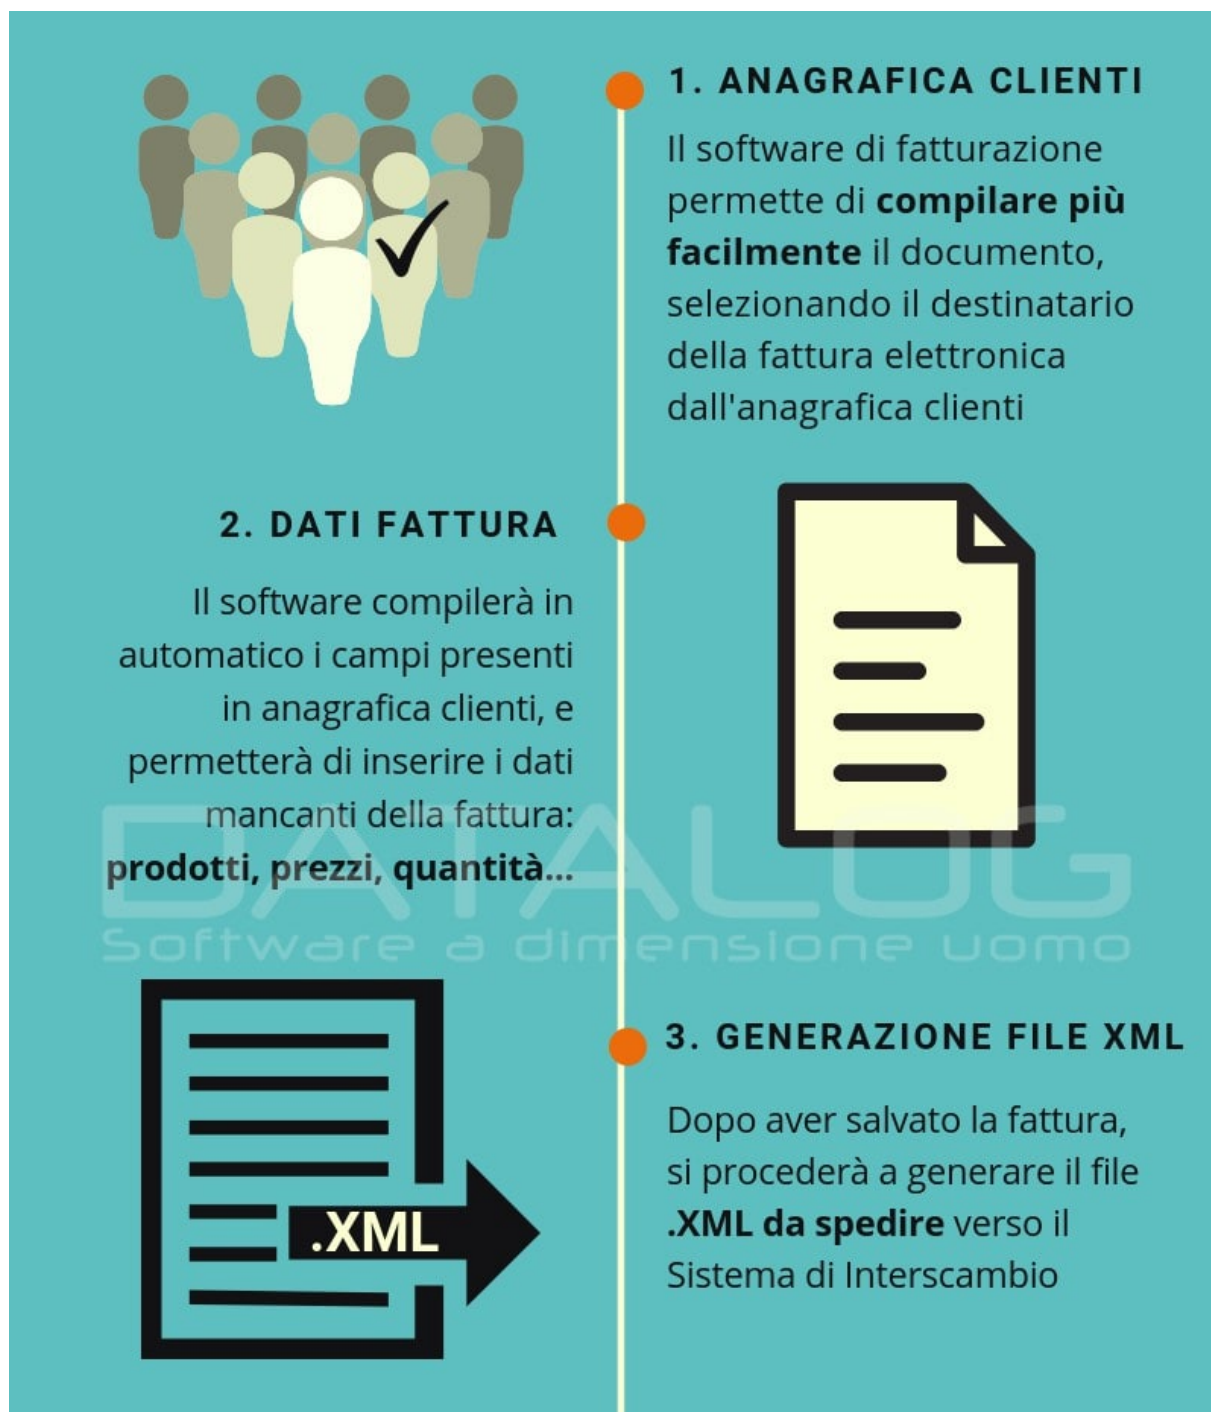 1. ANAGRAFICA CLIENTI
Il software di fatturazione
permette di compilare più
facilmente il documento,
selezionando il destinatario
della fattura elettronica
dall'anagrafica clienti
2. DATI FATTURA
Il software compilerà in
automatico i campi presenti
in anagrafica clienti, e
permetterà di inserire i dati
mancanti della fattura:
prodotti, prezzi, quantità...
DATALOG
Software a dimensione uomo
3. GENERAZIONE FILE XML
Dopo aver salvato la fattura,
si procederà a generare il file
.XML da spedire verso il
Sistema di Interscambio
.XML